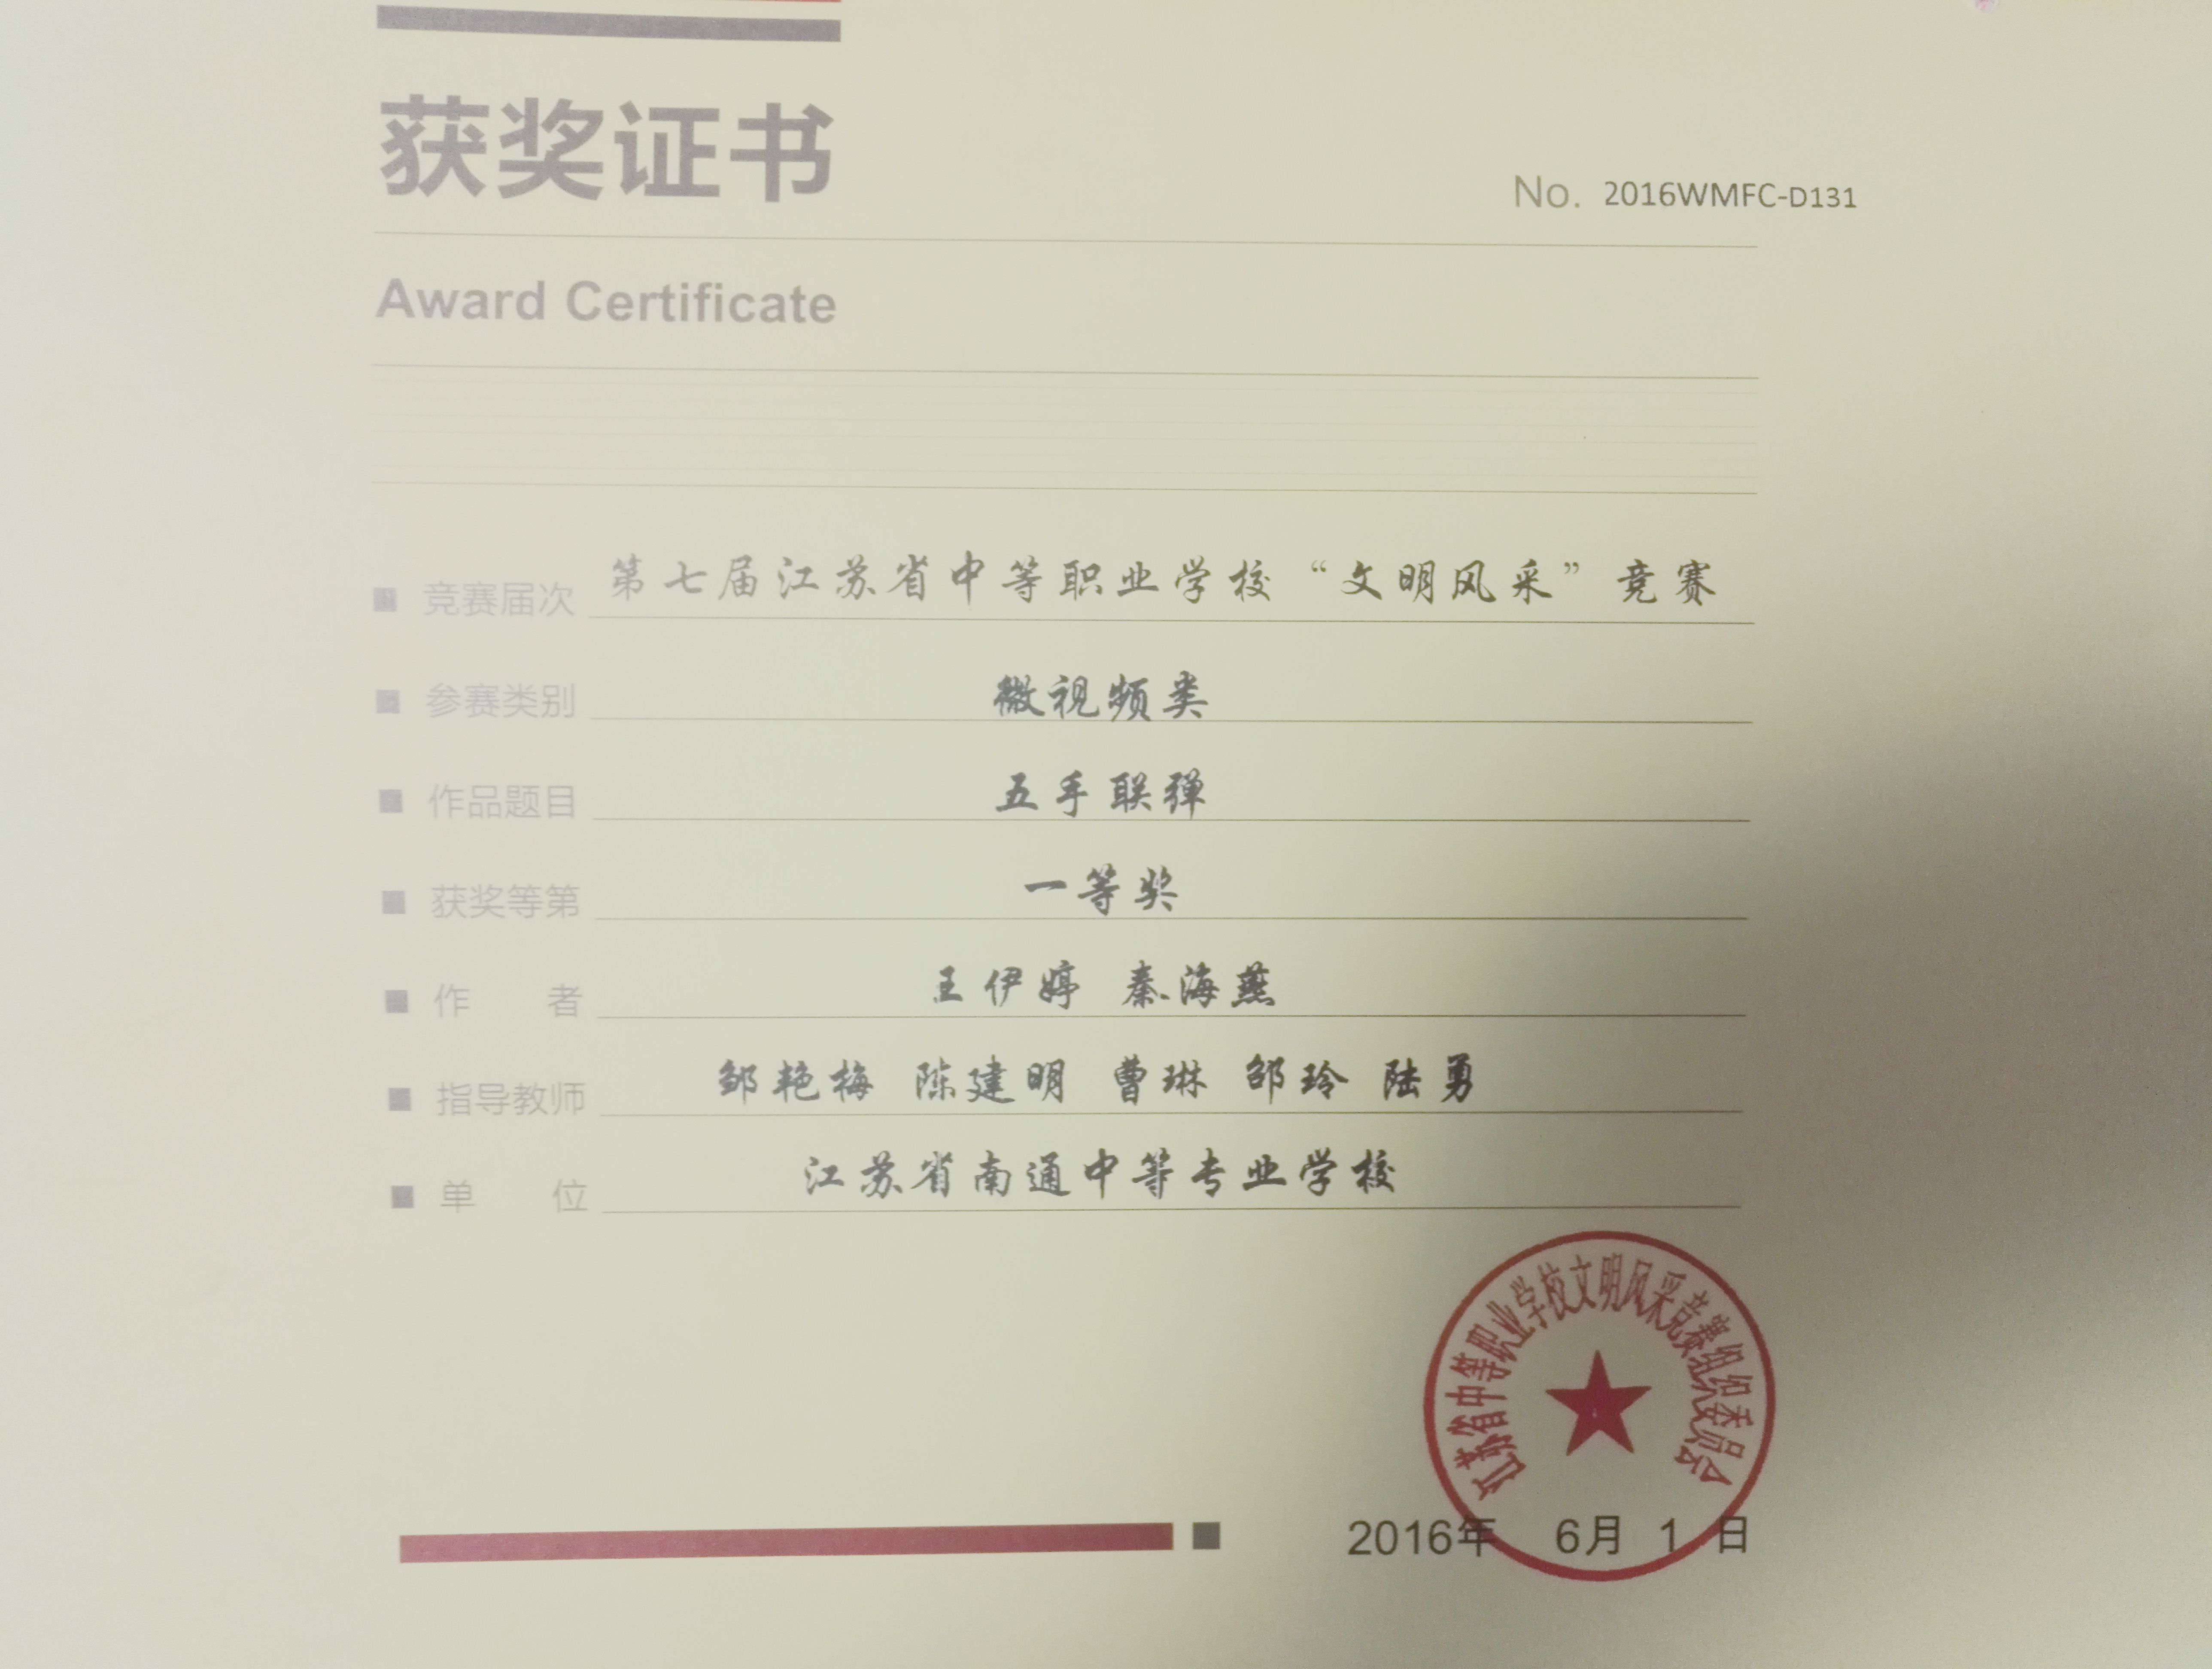 获奖证书
No. 2016WMFC-D131
Award Certificate
竞赛届次 第七届江苏省中等职业学校“文明风采”竞赛
参赛类别 微视频类
作品题目 五手联弹
获奖等第 一等奖
作 者 王伊婷 秦海燕
指导教师 邹艳梅 陈建明 曹琳 邵玲 陆勇
单 位 江苏省南通中等专业学校
江苏省中等职业学校文明风采竞赛组织委员会
2016年 6月 1 日